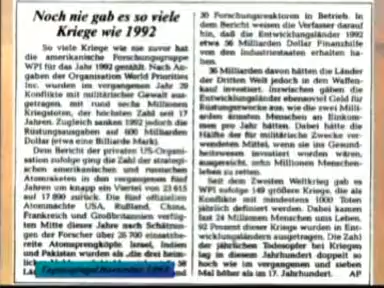 Noch nie gab es so viele
Kriege wie 1992
So viele Kriege wie nie zuvor hat
die amerikanische Forschungsgruppe
WPI für das Jahr 1992 gezählt. Nach An-
gaben der Organisation World Priorities
Inc. wurden im vergangenen Jahr 29
Konflikte mit militärischer Gewalt aus-
getragen, mit rund sechs Millionen
Kriegstoten, der höchsten Zahl seit 17
Jahren. Zugleich sanken 1992 jedoch die
Rüstungsausgaben auf 600 Milliarden
Dollar (etwa eine Billiarde Mark).
Dem Bericht der privaten US-Organi-
sation zufolge ging die Zahl der strategi-
schen amerikanischen und russischen
Atomraketen in den vergangenen fünf
Jahren um knapp ein Viertel von 23 615
auf 17 890 zurück. Die fünf offiziellen
Atommächte USA, Rußland, China,
Frankreich und Großbritannien verfüg-
ten Mitte dieses Jahres nach Schätzun-
gen der Forscher über 26 700 einsatzbe-
reite Atomsprengköpfe. Israel, Indien
und Pakistan wurden als „die drei heim-
30 Forschungsreaktoren in Betrieb. In
dem Bericht weisen die Verfasser darauf
hin, daß die Entwicklungsländer 1992
etwa 56 Milliarden Dollar Finanzhilfe
von den Industriestaaten erhalten ha-
ben.
36 Milliarden davon hätten die Länder
der Dritten Welt jedoch in den Waffen-
kauf investiert. Inzwischen gäben die
Entwicklungsländer ebensoviel Geld für
Rüstungszwecke aus, wie die zwei Milli-
arden ärmsten Menschen an Einkom-
men pro Jahr hätten. Dabei hätte die
Hälfte der für militärische Zwecke ver-
wendeten Mittel, wenn sie im Gesund-
heitswesen investiert worden wären,
ausgereicht, zehn Millionen Menschen-
leben zu retten.
Seit dem Zweiten Weltkrieg gab es
WPI zufolge 149 größere Kriege, die als
Konflikte mit mindestens 1000 Toten
jährlich definiert werden. Dabei kamen
fast 24 Millionen Menschen ums Leben.
92 Prozent dieser Kriege wurden in Ent-
wicklungsländern ausgetragen. Die Zahl
der jährlichen Todesopfer bei Kriegen
lag in diesem Jahrhundert doppelt so
hoch wie im vergangenen und sieben
Mal höher als im 17. Jahrhundert. AP